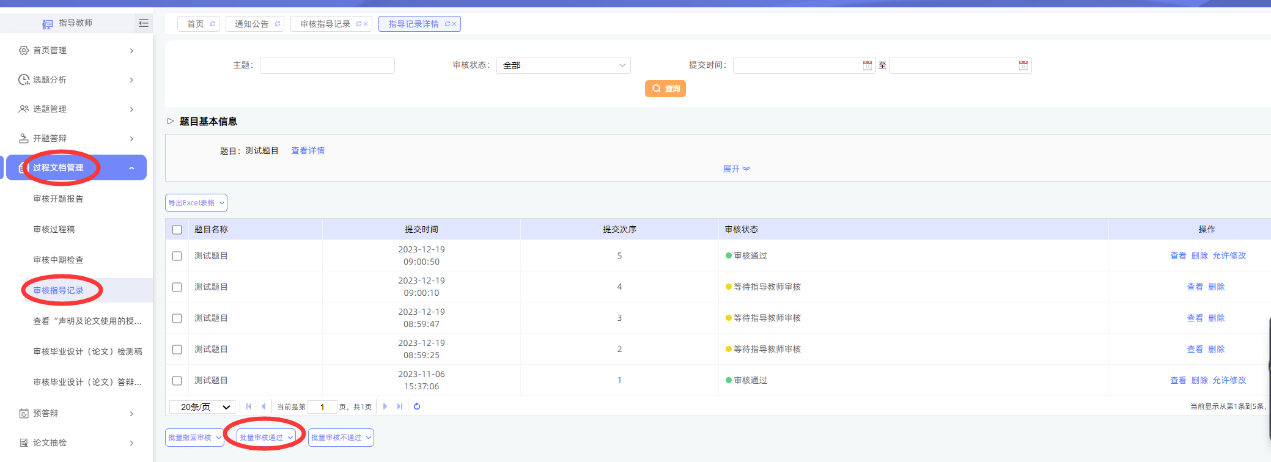 指导教师
首页
通知公告
审核指导记录
指导记录详情
首页管理
选题分析
选题管理
开题答辩
过程文档管理
审核开题报告
审核过程稿
审核中期检查
审核指导记录
查看“声明及论文使用的授...
审核毕业设计（论文）检测稿
审核毕业设计（论文）答辩...
预答辩
论文抽检
主题：
审核状态： 全部
提交时间： 至
查询
题目基本信息
题目：测试题目 查看详情
展开
导出Excel表格
题目名称 提交时间 提交次序 审核状态 操作
测试题目 2023-12-19 09:00:50 5 审核通过 查看 删除 允许修改
测试题目 2023-12-19 09:00:10 4 等待指导教师审核 查看 删除
测试题目 2023-12-19 08:59:47 3 等待指导教师审核 查看 删除
测试题目 2023-12-19 08:59:25 2 等待指导教师审核 查看 删除
测试题目 2023-11-06 15:37:06 1 审核通过 查看 删除 允许修改
20条/页 当前是第 1 页，共1页 当前显示从第1条到5条，
批量撰写审核 批量审核通过 批量审核不通过